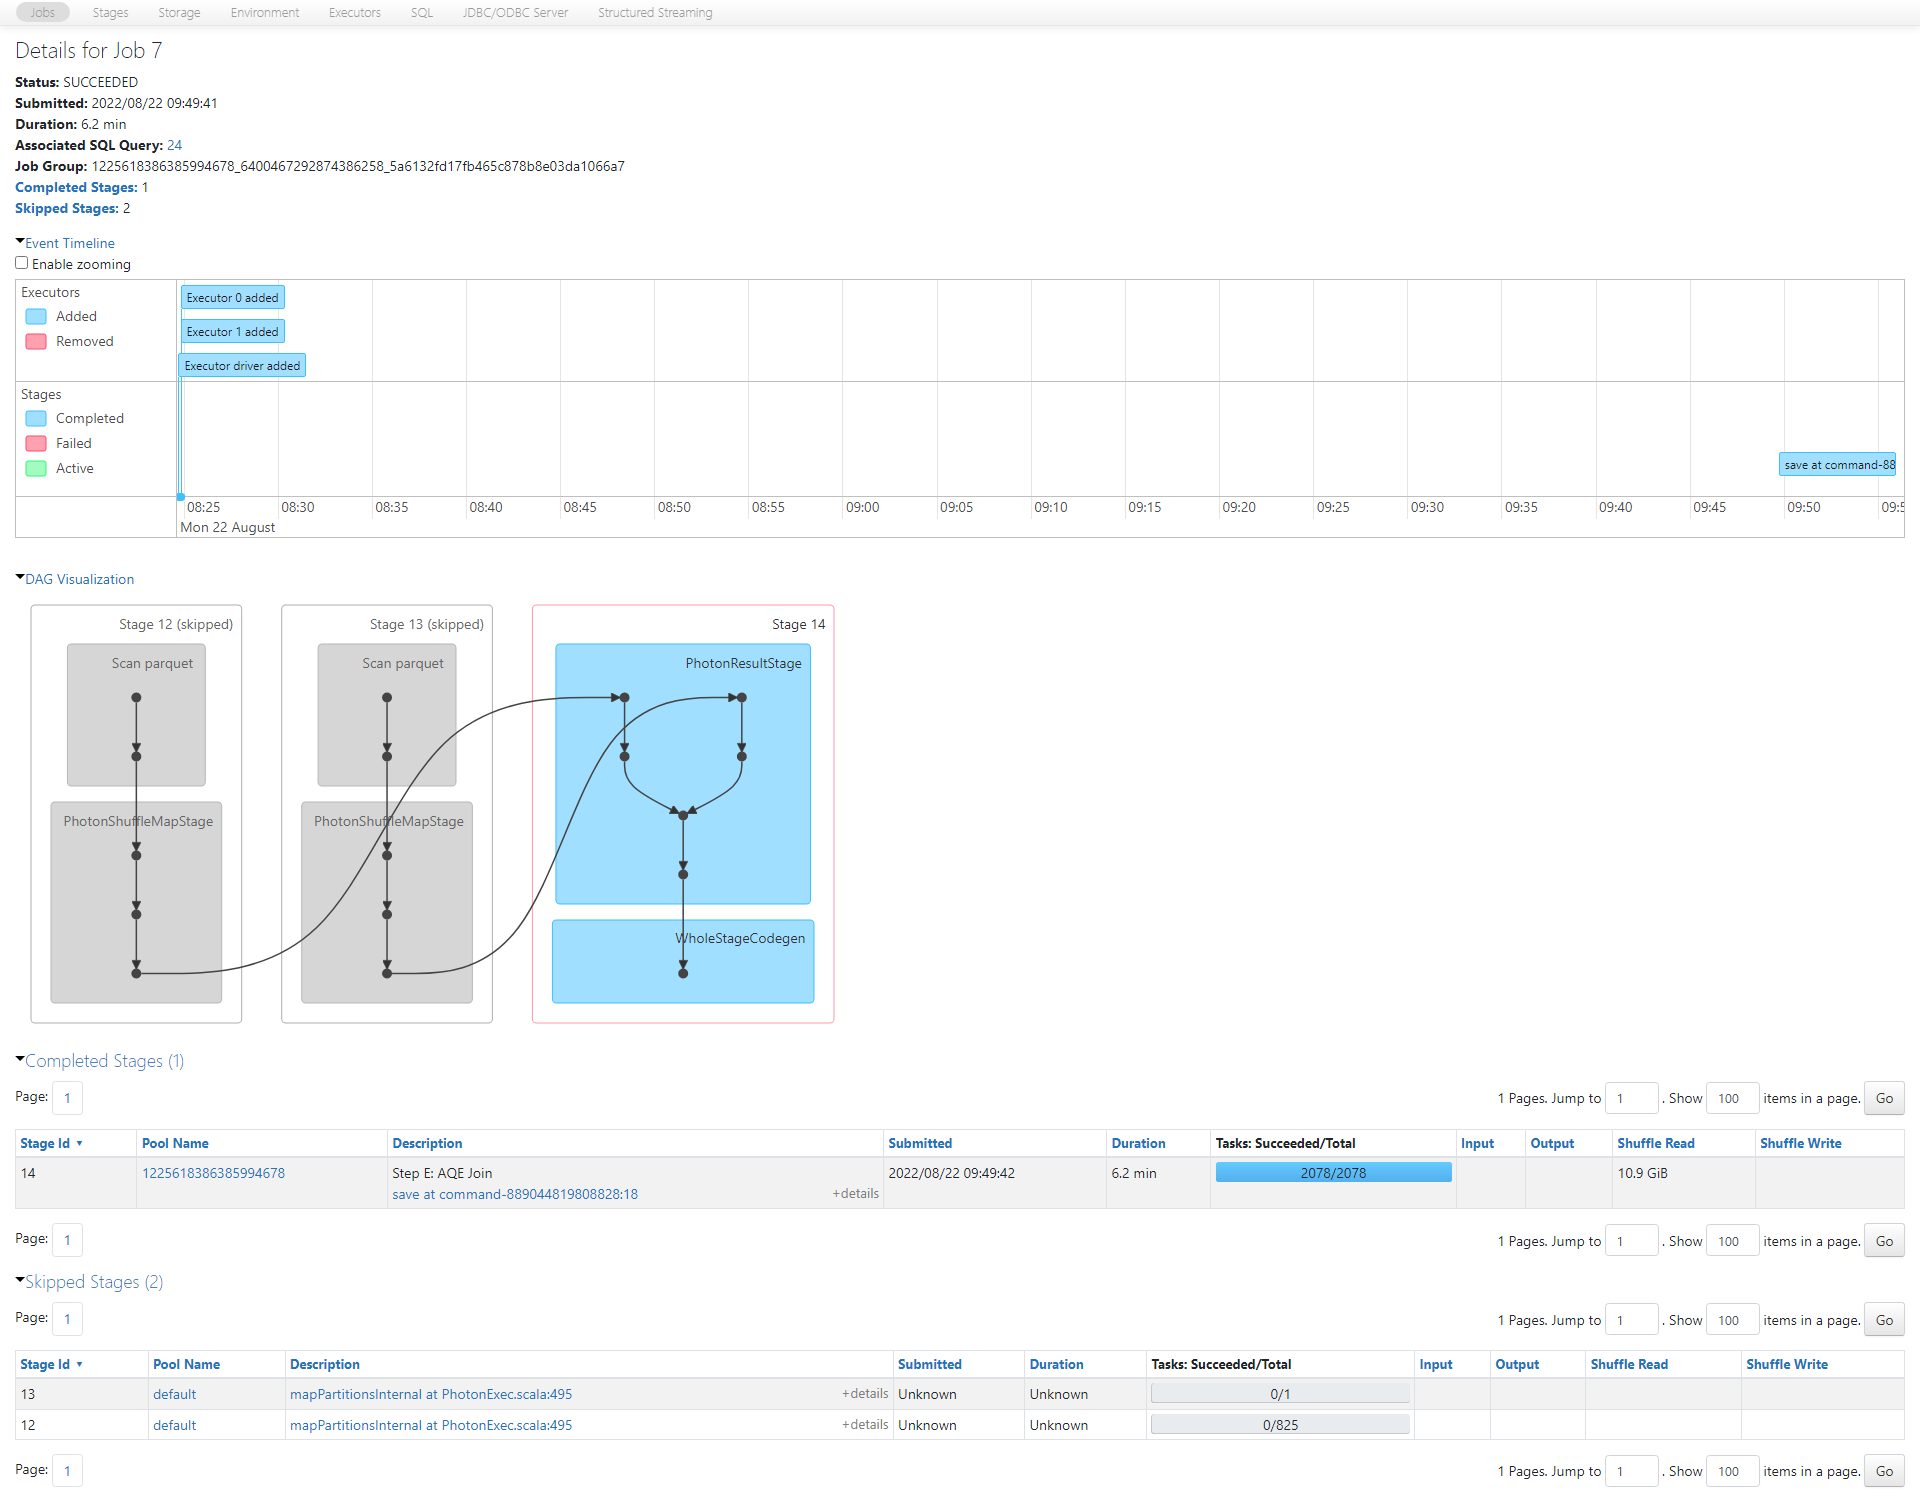 Jobs Stages Storage Environment Executors SQL JDBC/ODBC Server Structured Streaming
Details for Job 7
Status: SUCCEEDED
Submitted: 2022/08/22 09:49:41
Duration: 6.2 min
Associated SQL Query: 24
Job Group: 1225618386385994678_6400467292874386258_5a6132fd17fb465c878b8e03da1066a7
Completed Stages: 1
Skipped Stages: 2
Event Timeline
Enable zooming
Executors
Added
Removed
Executor 0 added
Executor 1 added
Executor driver added
Stages
Completed
Failed
Active
save at command-88
08:25 08:30 08:35 08:40 08:45 08:50 08:55 09:00 09:05 09:10 09:15 09:20 09:25 09:30 09:35 09:40 09:45 09:50 09:5
Mon 22 August
DAG Visualization
Stage 12 (skipped)
Scan parquet
PhotonShuffleMapStage
Stage 13 (skipped)
Scan parquet
PhotonShuffleMapStage
Stage 14
PhotonResultStage
WholeStageCodegen
Completed Stages (1)
Page: 1 1 Pages. Jump to 1 . Show 100 items in a page. Go
Stage Id ▾ Pool Name Description Submitted Duration Tasks: Succeeded/Total Input Output Shuffle Read Shuffle Write
14 1225618386385994678 Step E: AQE Join 2022/08/22 09:49:42 6.2 min 2078/2078 10.9 GiB
save at command-889044819808828:18 +details
Page: 1 1 Pages. Jump to 1 . Show 100 items in a page. Go
Skipped Stages (2)
Page: 1 1 Pages. Jump to 1 . Show 100 items in a page. Go
Stage Id ▾ Pool Name Description Submitted Duration Tasks: Succeeded/Total Input Output Shuffle Read Shuffle Write
13 default mapPartitionsInternal at PhotonExec.scala:495 +details Unknown Unknown 0/1
12 default mapPartitionsInternal at PhotonExec.scala:495 +details Unknown Unknown 0/825
Page: 1 1 Pages. Jump to 1 . Show 100 items in a page. Go